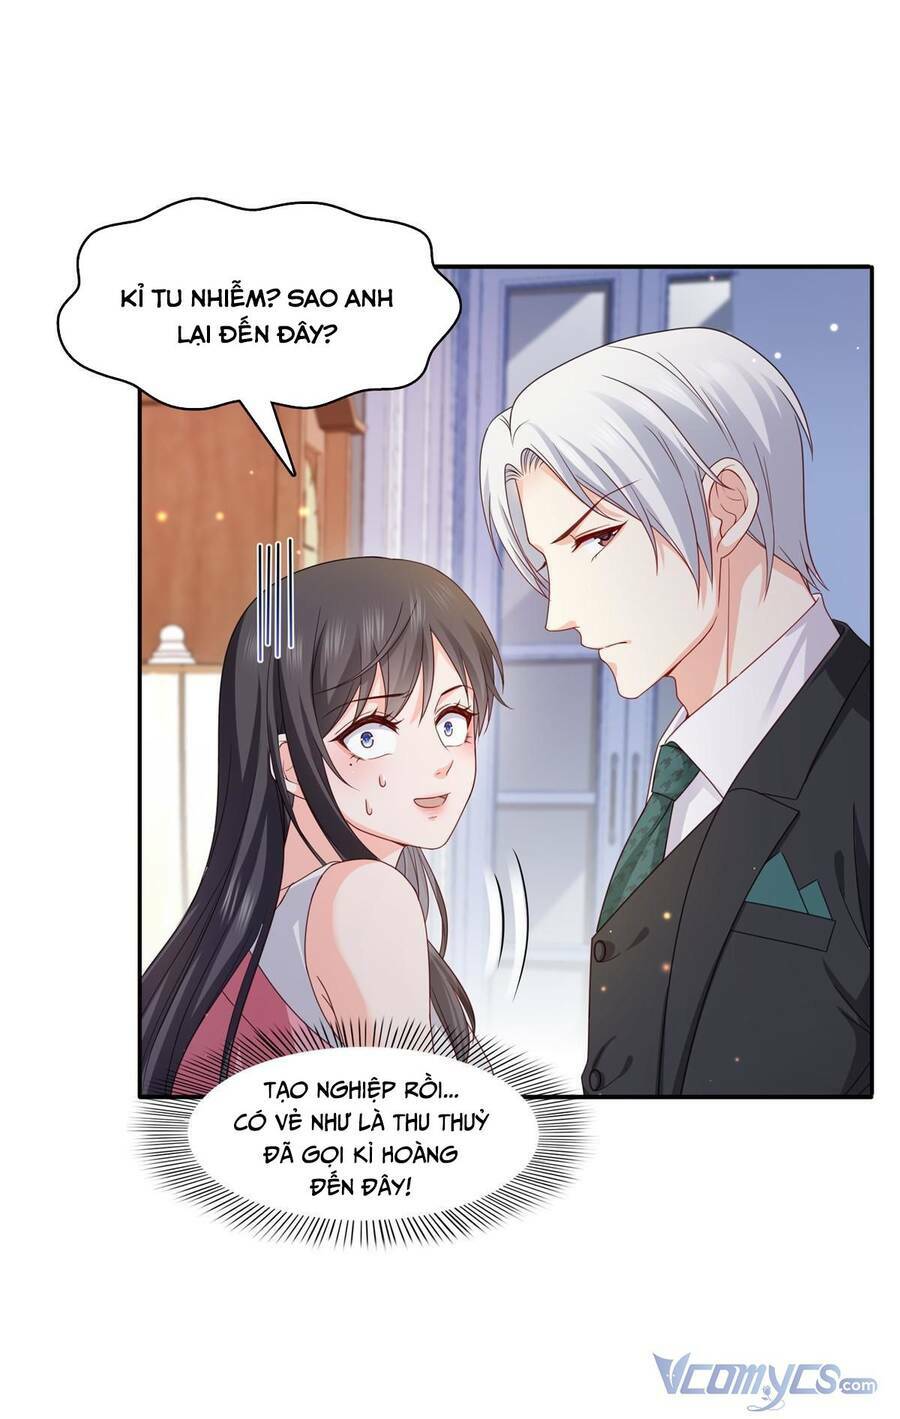 KỈ TU NHIỄM? SAO ANH
LẠI ĐẾN ĐÂY?
TẠO NGHIỆP RỒI...
CÓ VẺ NHƯ LÀ THU THUỶ
ĐÃ GỌI KỈ HOÀNG
ĐẾN ĐÂY!
VCOMYCS.com